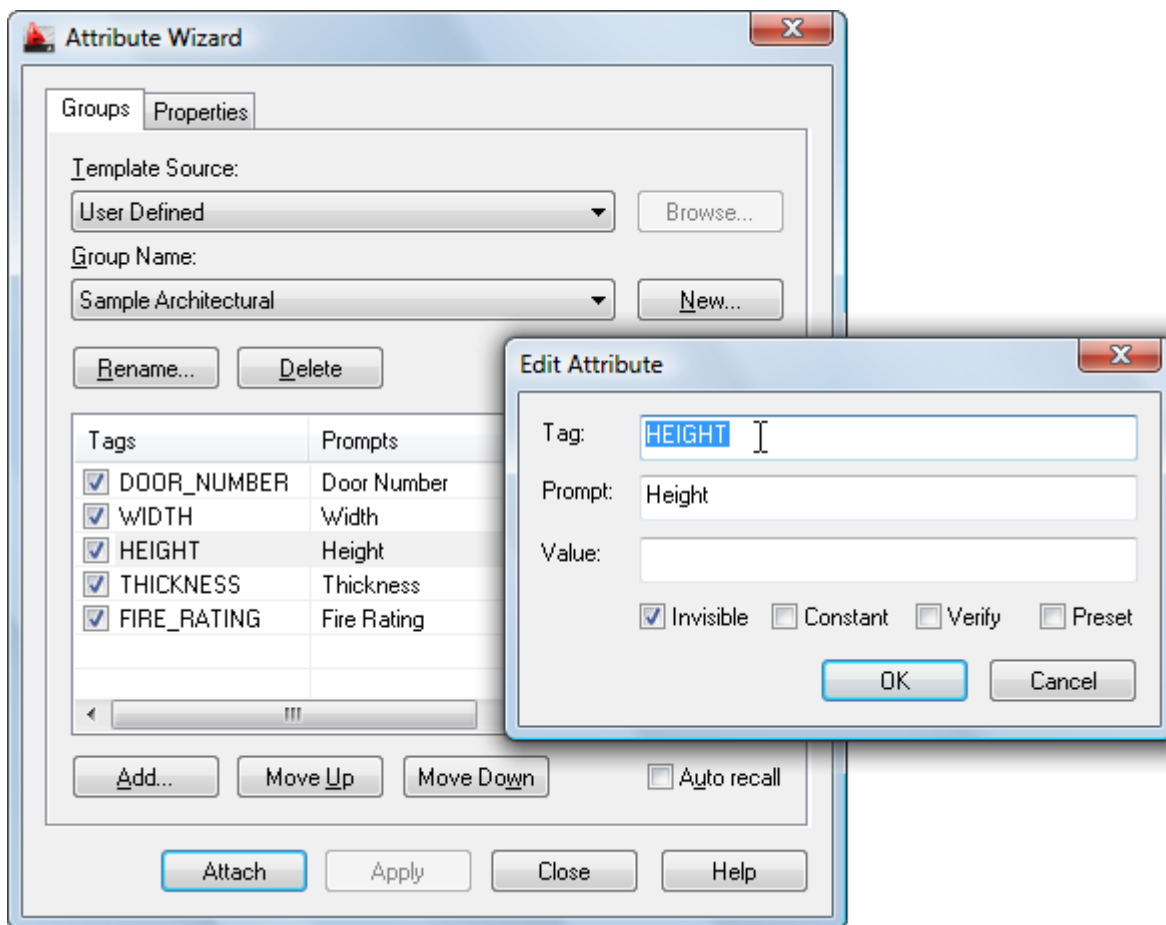 Attribute Wizard
Groups Properties
Template Source:
User Defined Browse...
Group Name:
Sample Architectural New...
Rename... Delete
Tags Prompts
DOOR_NUMBER Door Number
WIDTH Width
HEIGHT Height
THICKNESS Thickness
FIRE_RATING Fire Rating
Add... Move Up Move Down Auto recall
Attach Apply Close Help
Edit Attribute
Tag: HEIGHT
Prompt: Height
Value:
Invisible Constant Verify Preset
OK Cancel